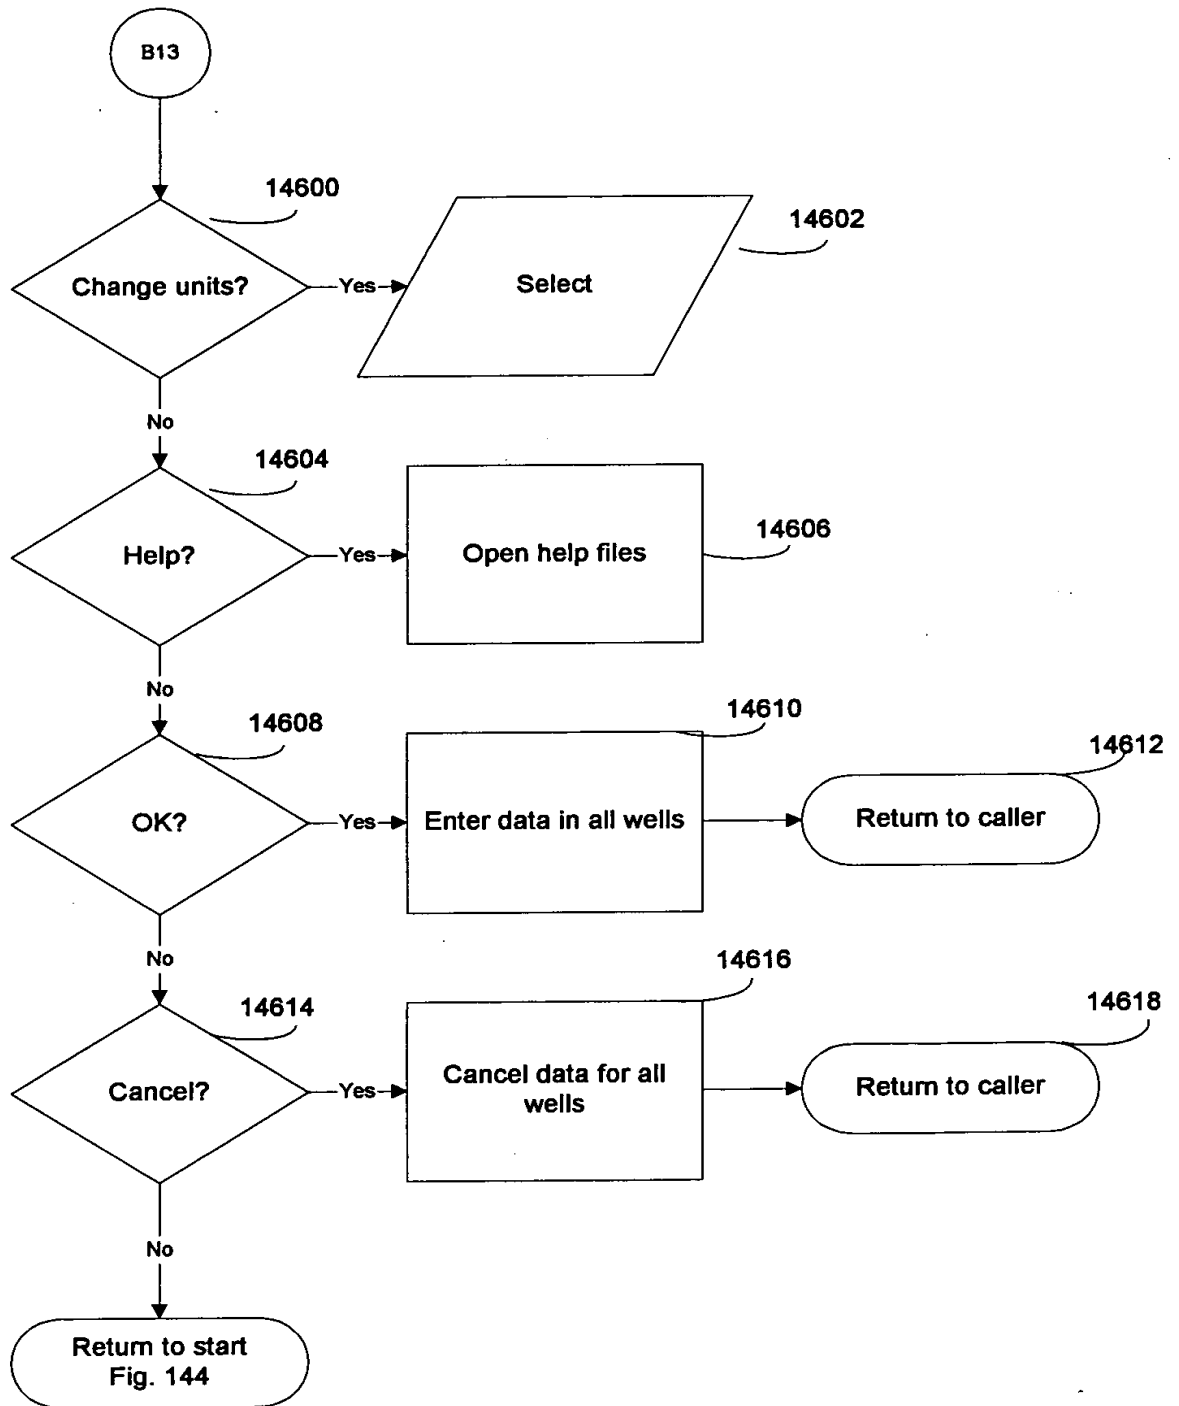 B13
14600
Change units?
Yes
Select
14602
No
14604
Help?
Yes
Open help files
14606
No
14608
OK?
Yes
14610
Enter data in all wells
14612
Return to caller
No
14614
Cancel?
Yes
14616
Cancel data for all
wells
14618
Return to caller
No
Return to start
Fig. 144